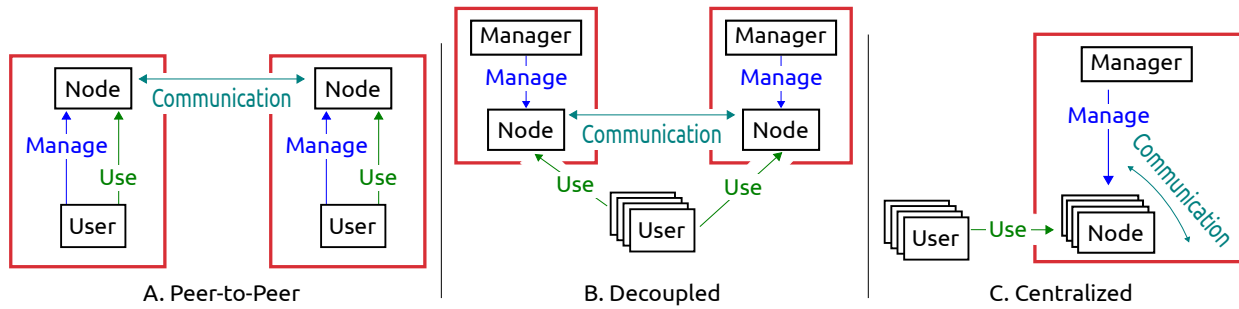 Node
Communication
Node
Manage
Use
Manage
Use
User
User
A. Peer-to-Peer
Manager
Manager
Manage
Manage
Node
Communication
Node
Use
Use
User
B. Decoupled
Manager
Manage
Communication
User
Use
Node
C. Centralized